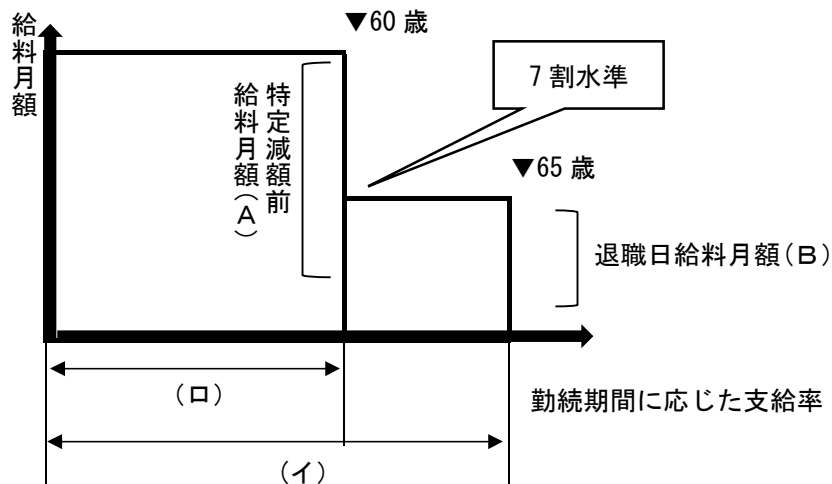 給料月額
▼60 歳
7 割水準
特定減額前
給料月額(A)
▼65 歳
退職日給料月額(B)
(ロ)
勤続期間に応じた支給率
(イ)